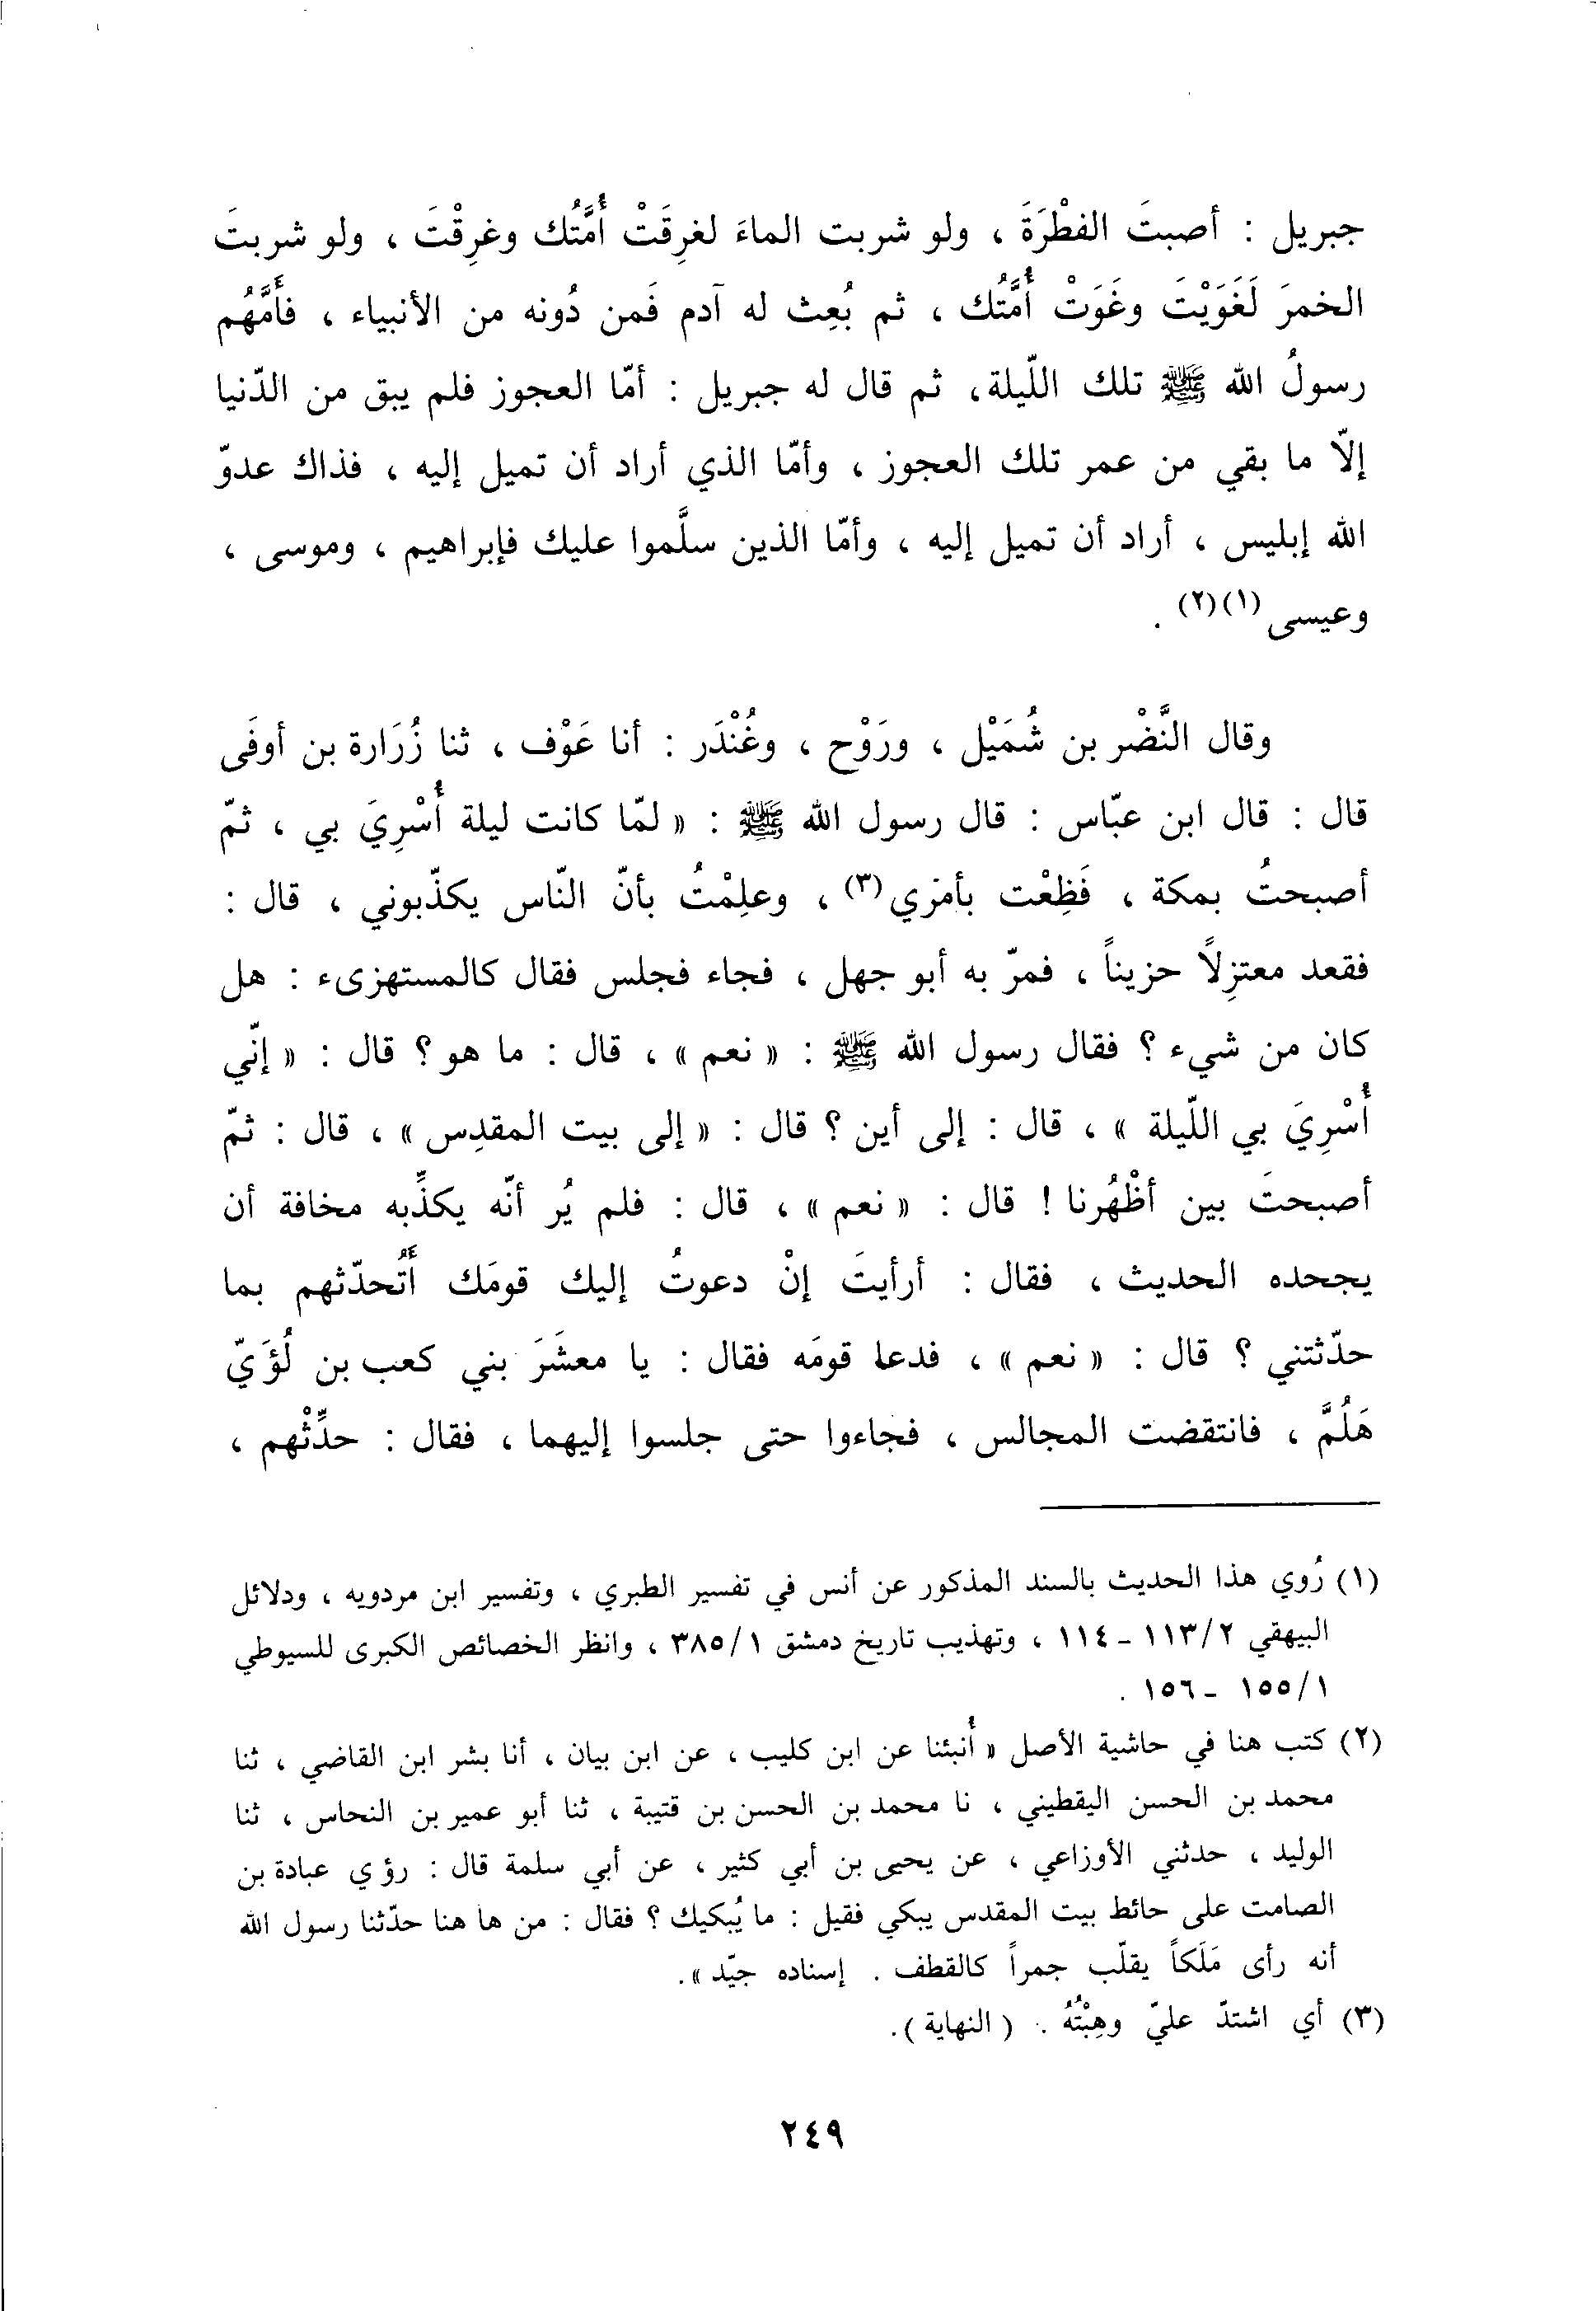 جبريل : أصبتَ الفطْرَةَ ، ولو شربت الماءَ لغرِقَتْ أُمَّتُك وغرِقْتَ ، ولو شربتَ
الخمرَ لَغَوَيْتَ وغَوَتْ أُمَّتُك ، ثم بُعِث له آدم فَمن دُونه من الأنبياء ، فأَمَّهُم
رسولُ الله ﷺ تلك اللّيلة، ثم قال له جبريل : أمّا العجوز فلم يبق من الدّنيا
إلّا ما بقي من عمر تلك العجوز ، وأمّا الذي أراد أن تميل إليه ، فذاك عدوّ
الله إبليس ، أراد أن تميل إليه ، وأمّا الذين سلَّموا عليك فإبراهيم ، وموسى ،
وعيسى (١)(٢) .
وقال النَّضْر بن شُمَيْل ، ورَوْح ، وغُنْدَر : أنا عَوْف ، ثنا زُرَارة بن أوفَى
قال : قال ابن عبّاس : قال رسول الله ﷺ : « لمّا كانت ليلة أُسْرِيَ بي ، ثمّ
أصبحتُ بمكة ، فَظِعْت بأمْري (٣) ، وعلِمْتُ بأنّ النّاس يكذّبوني ، قال :
فقعد معتزِلاً حزيناً ، فمرّ به أبو جهل ، فجاء فجلس فقال كالمستهزىء : هل
كان من شيء ؟ فقال رسول الله ﷺ : « نعم » ، قال : ما هو ؟ قال : « إنّي
أُسْرِيَ بي اللّيلة » ، قال : إلى أين ؟ قال : « إلى بيت المقدِس » ، قال : ثمّ
أصبحتَ بين أظْهُرنا ! قال : « نعم » ، قال : فلم يُر أنّه يكذِّبه مخافة أن
يجحده الحديث ، فقال : أرأيتَ إنْ دعوتُ إليك قومَك أَتُحدّثهم بما
حدّثتني ؟ قال : « نعم » ، فدعا قومَه فقال : يا معشَرَ بني كعب بن لُؤَيّ
هَلُمَّ ، فانتقضت المجالس ، فجاءوا حتى جلسوا إليهما ، فقال : حدِّثْهم ،
(١) رُوي هذا الحديث بالسند المذكور عن أنس في تفسير الطبري ، وتفسير ابن مردويه ، ودلائل
البيهقي ٢/١١٣ ـ ١١٤ ، وتهذيب تاريخ دمشق ١/٣٨٥ ، وانظر الخصائص الكبرى للسيوطي
١/١٥٥ ـ ١٥٦ .
(٢) كتب هنا في حاشية الأصل « أُنبئنا عن ابن كليب ، عن ابن بيان ، أنا بشر ابن القاضي ، ثنا
محمد بن الحسن اليقطيني ، نا محمد بن الحسن بن قتيبة ، ثنا أبو عمير بن النحاس ، ثنا
الوليد ، حدثني الأوزاعي ، عن يحيى بن أبي كثير ، عن أبي سلمة قال : رؤي عبادة بن
الصامت على حائط بيت المقدس يبكي فقيل : ما يُبكيك ؟ فقال : من ها هنا حدّثنا رسول الله
أنه رأى مَلَكاً يقلّب جمراً كالقطف . إسناده جيّد ».
(٣) أي اشتدّ عليّ وهِبْتُهُ . ( النهاية ).
٢٤٩